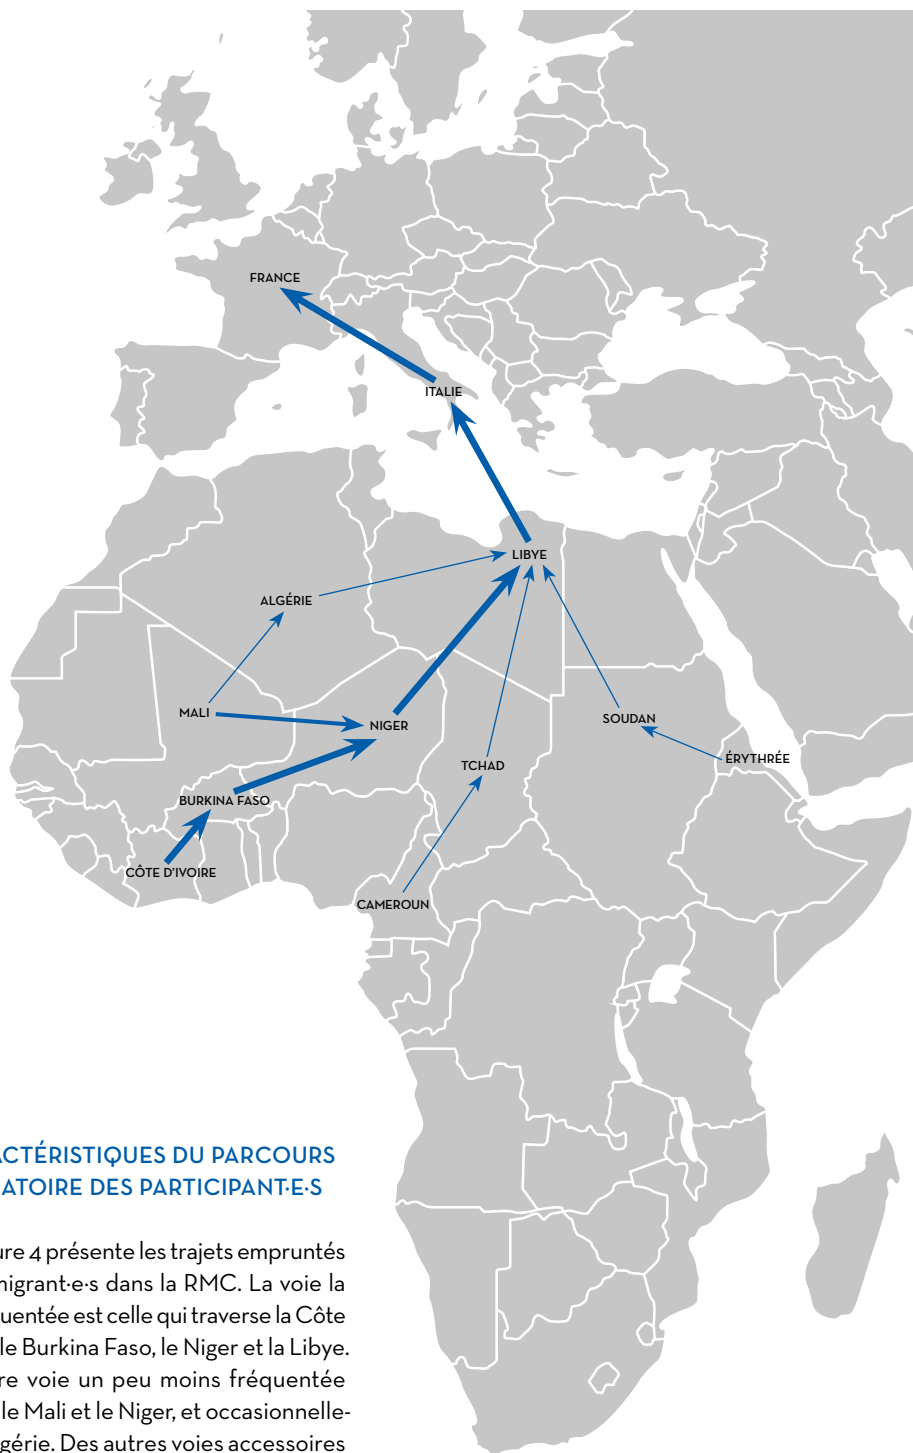 FRANCE
ITALIE
LIBYE
ALGÉRIE
MALI
NIGER
SOUDAN
TCHAD
ÉRYTHRÉE
BURKINA FASO
CÔTE D'IVOIRE
CAMEROUN
ACTÉRISTIQUES DU PARCOURS
ATOIRE DES PARTICIPANT·E·S
ure 4 présente les trajets empruntés
migrant·e·s dans la RMC. La voie la
quentée est celle qui traverse la Côte
le Burkina Faso, le Niger et la Libye.
re voie un peu moins fréquentée
le Mali et le Niger, et occasionnelle-
lgérie. Des autres voies accessoires